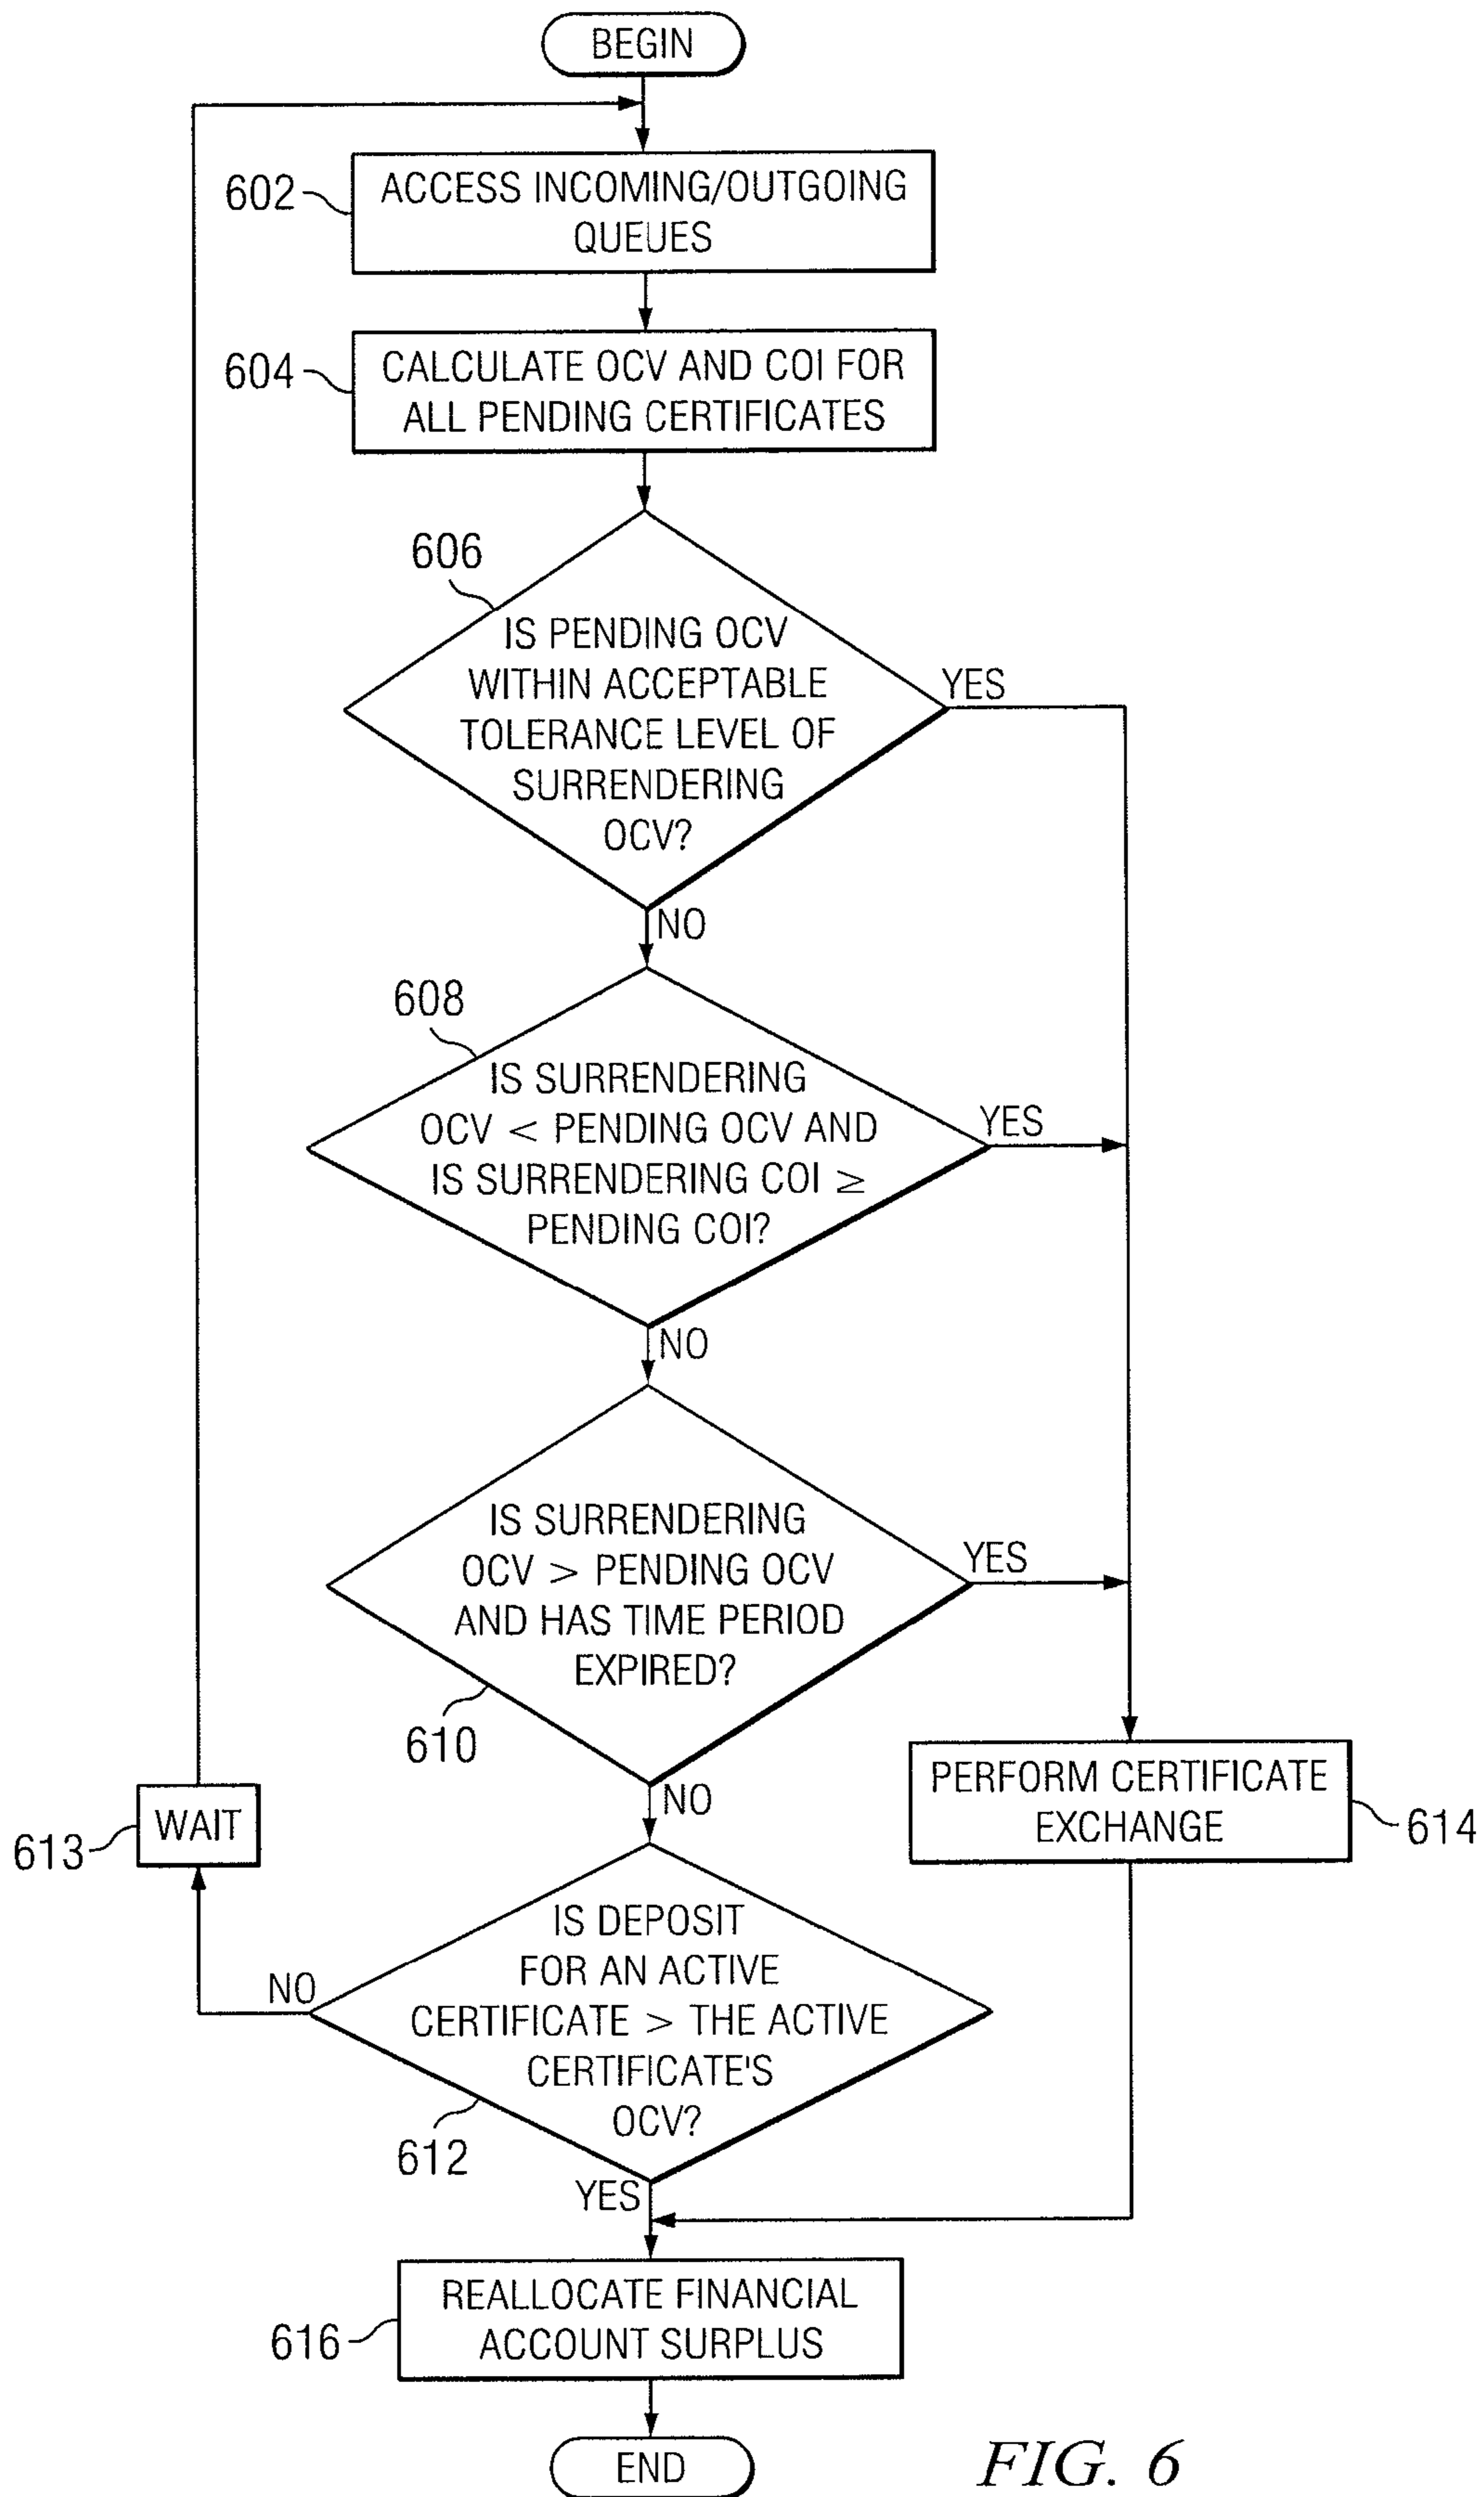 BEGIN
602
ACCESS INCOMING/OUTGOING
QUEUES
604
CALCULATE OCV AND COI FOR
ALL PENDING CERTIFICATES
606
IS PENDING OCV
WITHIN ACCEPTABLE
TOLERANCE LEVEL OF
SURRENDERING
OCV?
YES
NO
608
IS SURRENDERING
OCV < PENDING OCV AND
IS SURRENDERING COI ≥
PENDING COI?
YES
NO
IS SURRENDERING
OCV > PENDING OCV
AND HAS TIME PERIOD
EXPIRED?
YES
610
NO
613
WAIT
PERFORM CERTIFICATE
EXCHANGE
614
IS DEPOSIT
FOR AN ACTIVE
CERTIFICATE > THE ACTIVE
CERTIFICATE'S
OCV?
NO
612
YES
616
REALLOCATE FINANCIAL
ACCOUNT SURPLUS
END
FIG. 6